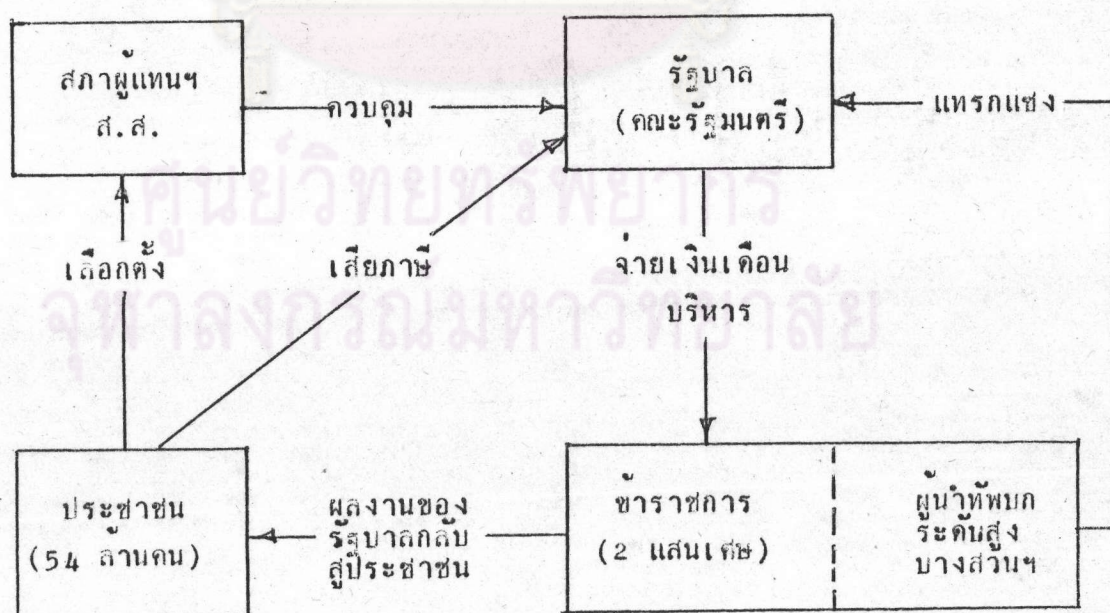 สภาผู้แทนฯ
ส.ส.
ควบคุม
รัฐบาล
(คณะรัฐมนตรี)
แทรกแซง
ศูนย์วิทยทรัพยากร
เลือกตั้ง
เสียภาษี
จ่ายเงินเดือน
บริหาร
จุฬาลงกรณ์มหาวิทยาลัย
ประชาชน
(54 ล้านคน)
ผลงานของ
รัฐบาลกลับ
สู่ประชาชน
ข้าราชการ
(2 แสนเศษ)
ผู้นำทัพบก
ระดับสูง
บางส่วนฯ